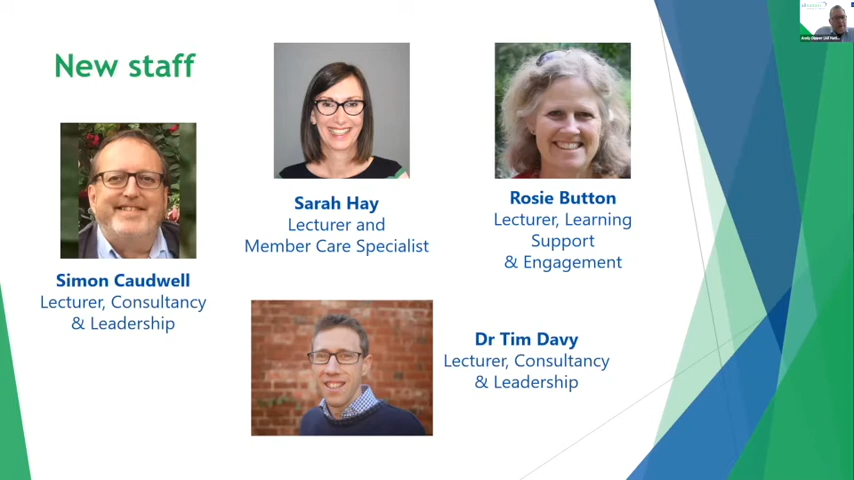 New staff
Simon Caudwell
Lecturer, Consultancy
& Leadership
Sarah Hay
Lecturer and
Member Care Specialist
Rosie Button
Lecturer, Learning
Support
& Engagement
Dr Tim Davy
Lecturer, Consultancy
& Leadership